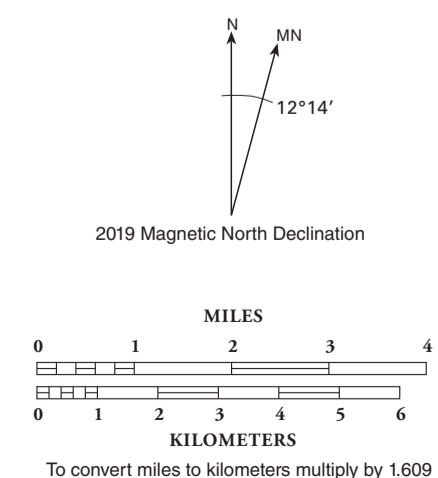 N
MN
12°14′
2019 Magnetic North Declination
MILES
0 1 2 3 4
0 1 2 3 4 5 6
KILOMETERS
To convert miles to kilometers multiply by 1.609